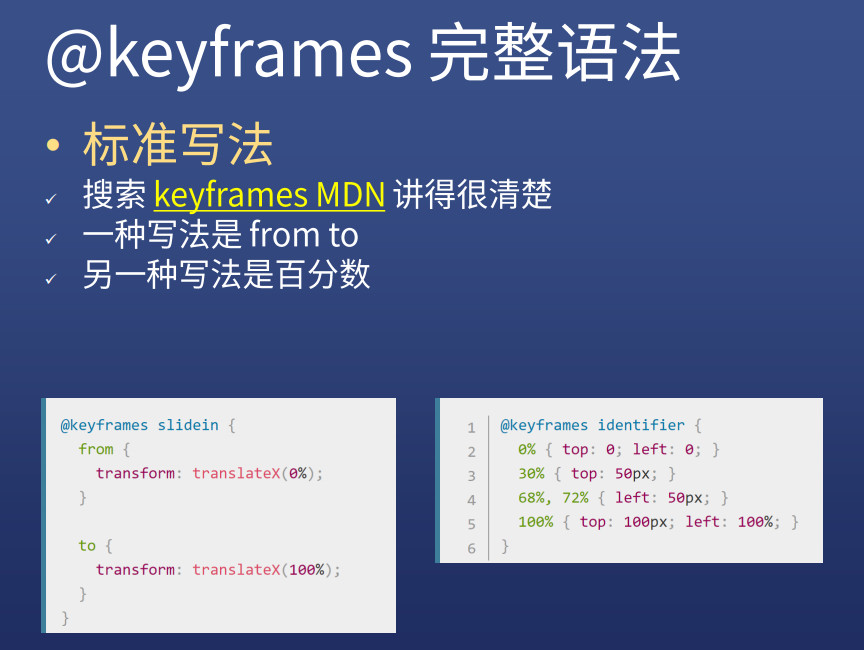 @keyframes 完整语法
• 标准写法
✓ 搜索 keyframes MDN 讲得很清楚
✓ 一种写法是 from to
✓ 另一种写法是百分数
@keyframes slidein {
from {
transform: translateX(0%);
}
to {
transform: translateX(100%);
}
}
1 @keyframes identifier {
2 0% { top: 0; left: 0; }
3 30% { top: 50px; }
4 68%, 72% { left: 50px; }
5 100% { top: 100px; left: 100%; }
6 }